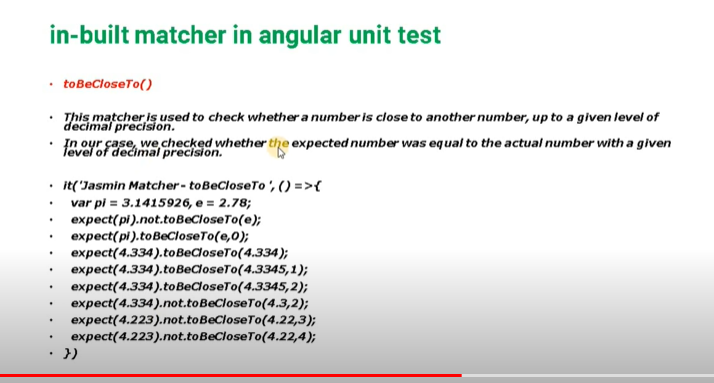 in-built matcher in angular unit test
• toBeCloseTo()
• This matcher is used to check whether a number is close to another number, up to a given level of
decimal precision.
• In our case, we checked whether the expected number was equal to the actual number with a given
level of decimal precision.
• it('Jasmin Matcher - toBeCloseTo ', () =>{
• var pi = 3.1415926, e = 2.78;
• expect(pi).not.toBeCloseTo(e);
• expect(pi).toBeCloseTo(e,0);
• expect(4.334).toBeCloseTo(4.334);
• expect(4.334).toBeCloseTo(4.3345,1);
• expect(4.334).toBeCloseTo(4.3345,2);
• expect(4.334).not.toBeCloseTo(4.3,2);
• expect(4.223).not.toBeCloseTo(4.22,3);
• expect(4.223).not.toBeCloseTo(4.22,4);
• })